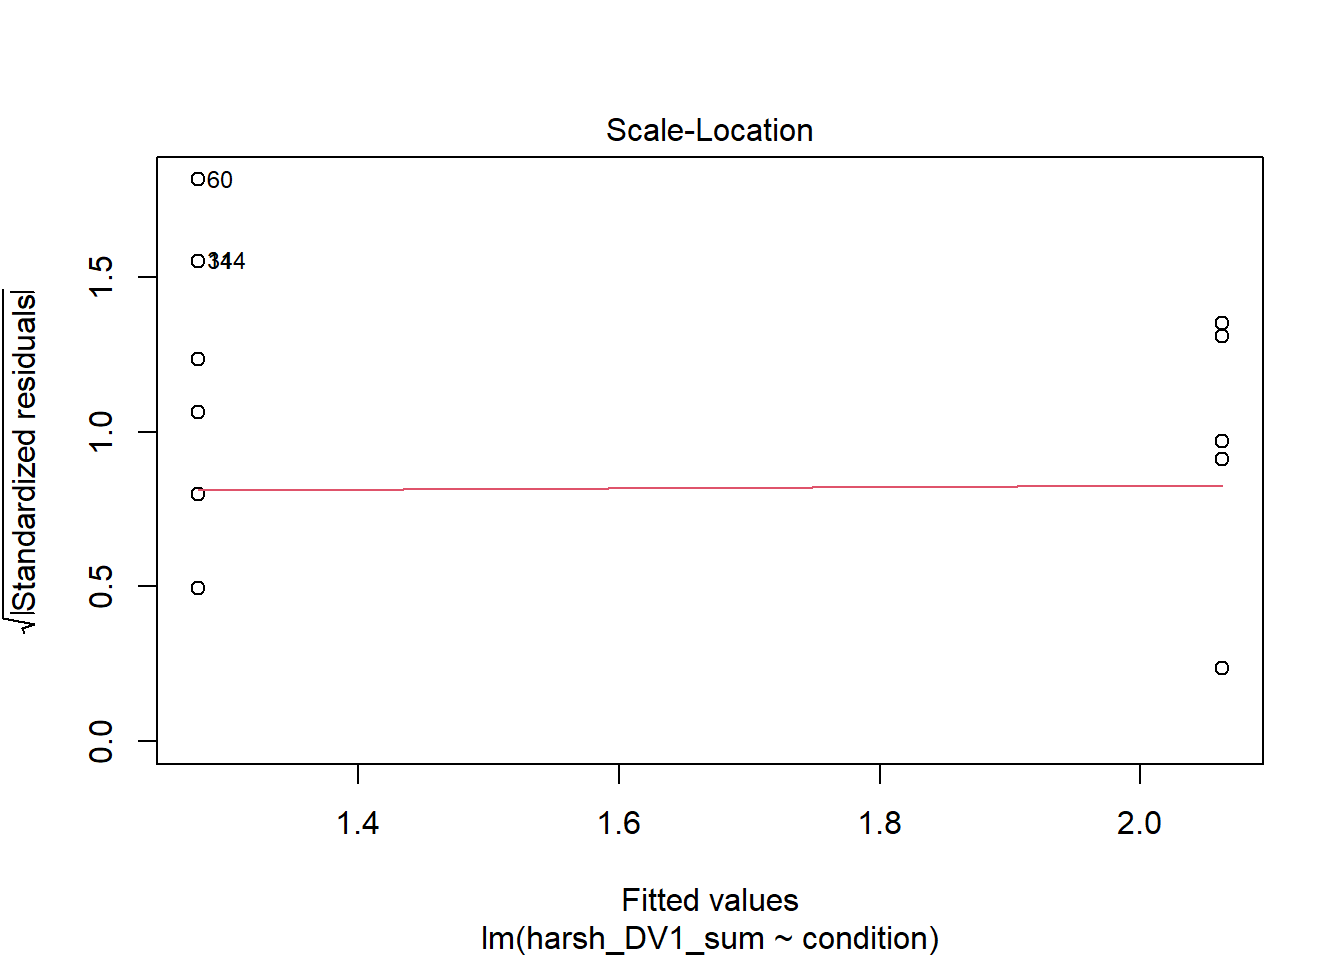 Scale-Location
√|Standardized residuals|
1.5
1.0
0.5
0.0
60
1.4
1.6
1.8
2.0
Fitted values
lm(harsh_DV1_sum ~ condition)